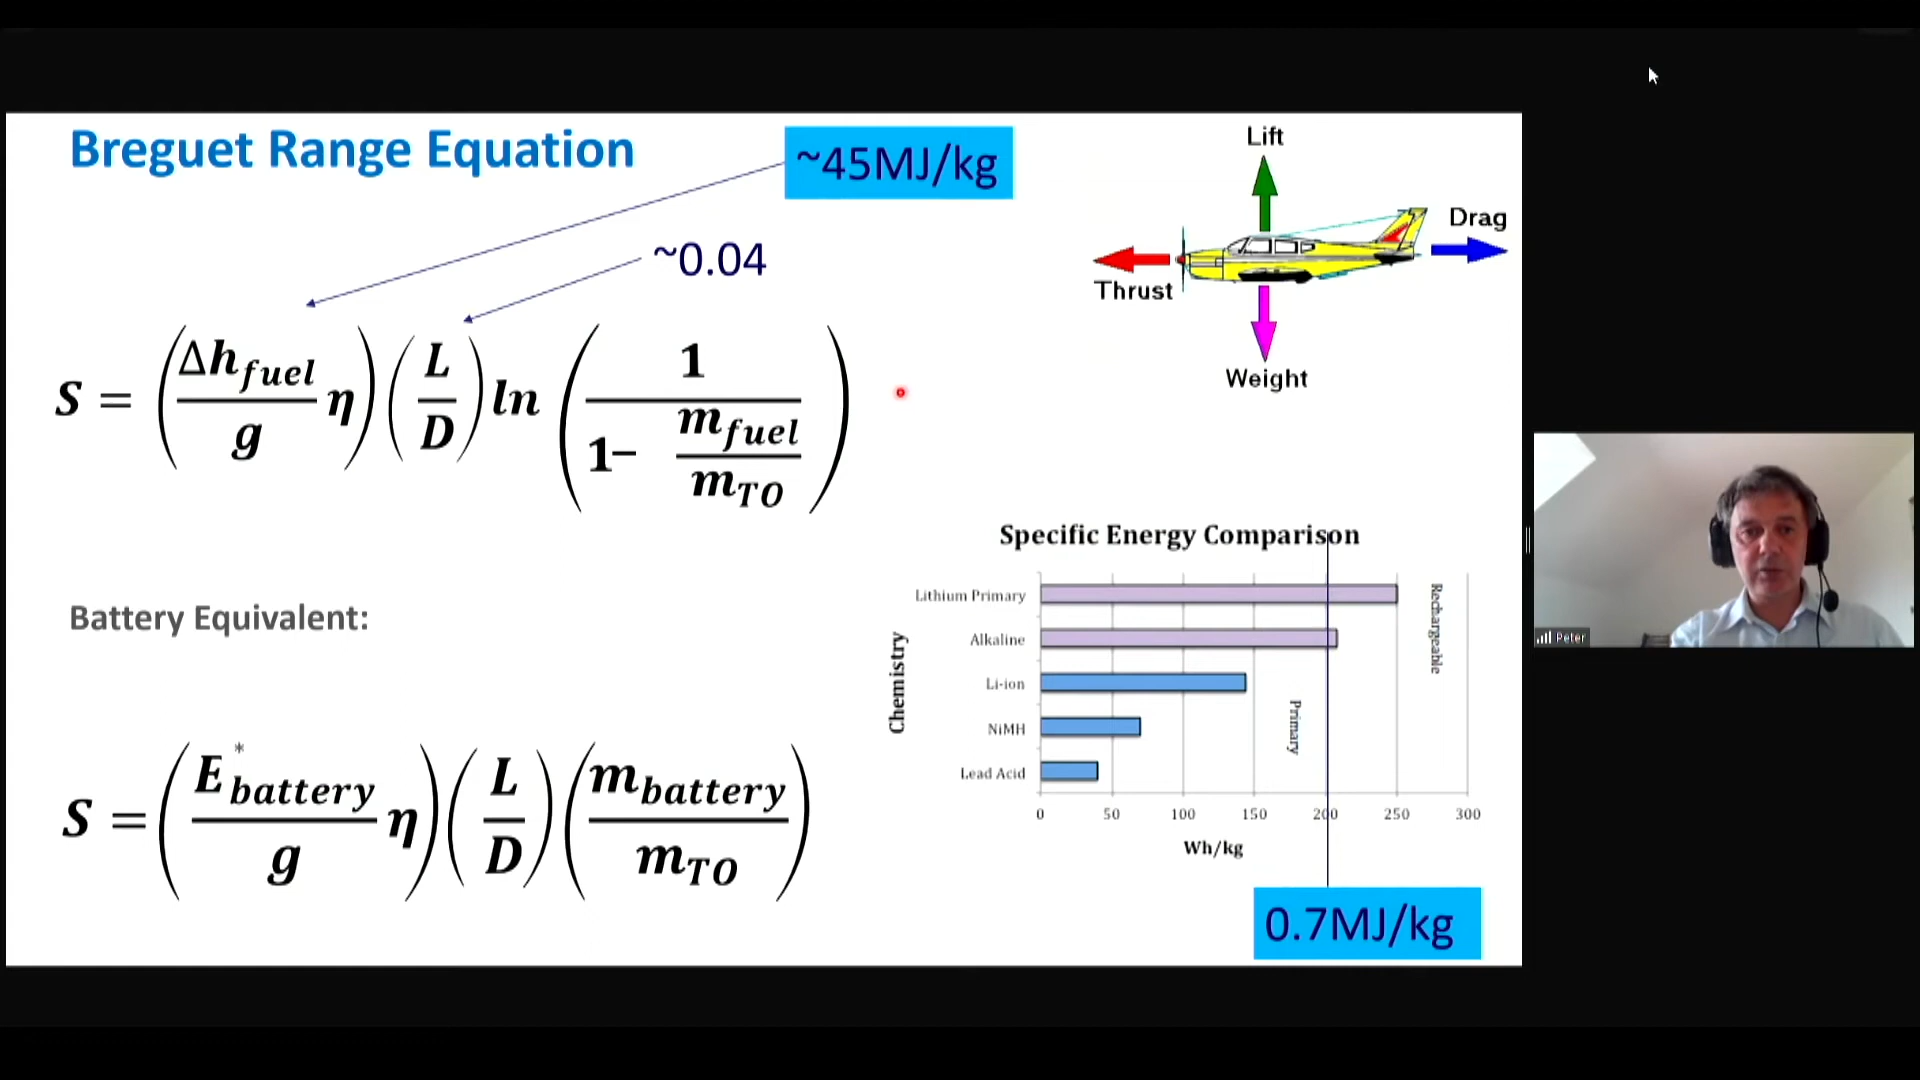 Breguet Range Equation
~45MJ/kg
~0.04
S = (Δh_fuel / g η) (L / D) ln (1 / (1− m_fuel / m_TO))
Lift
Drag
Thrust
Weight
Battery Equivalent:
S = (E*_battery / g η) (L / D) (m_battery / m_TO)
Specific Energy Comparison
Chemistry
Lithium Primary
Alkaline
Li-ion
NiMH
Lead Acid
Rechargeable
Primary
0 50 100 150 200 250 300
Wh/kg
0.7MJ/kg
Peter